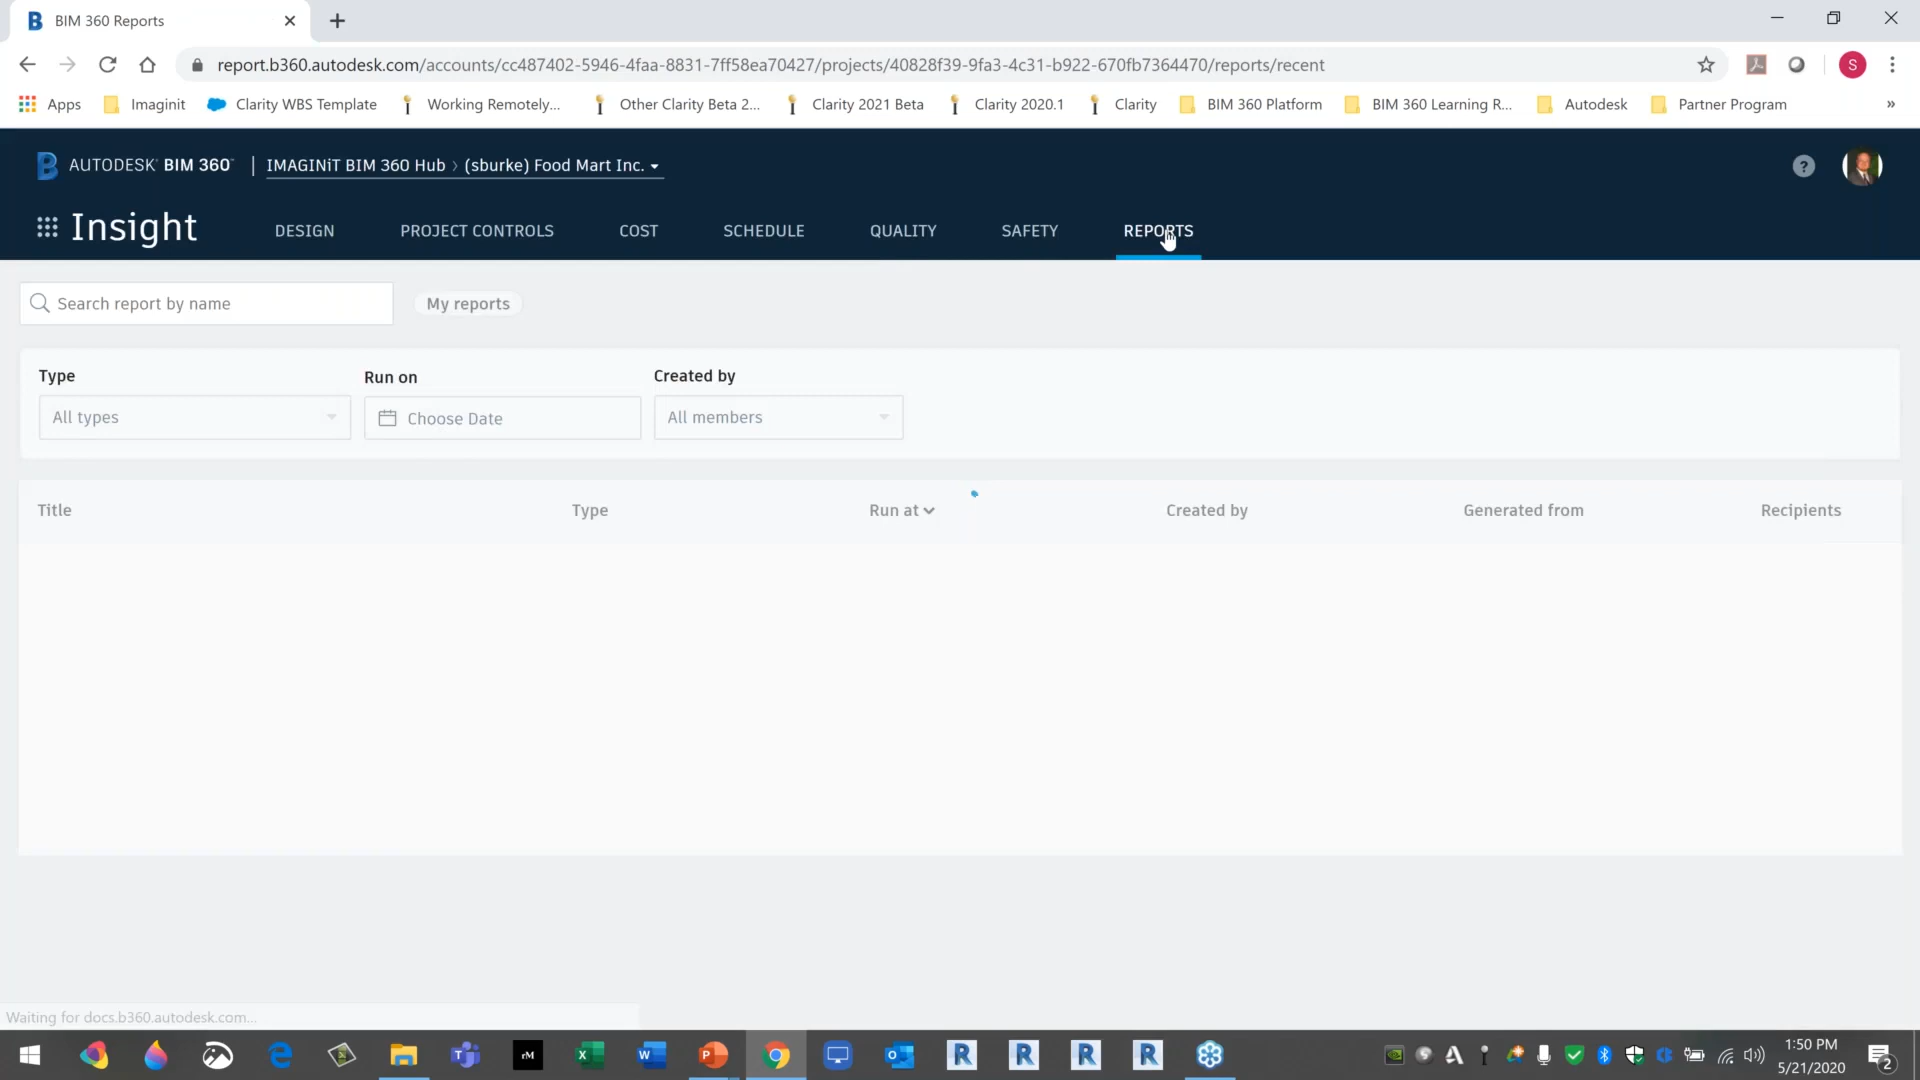 BIM 360 Reports
report.b360.autodesk.com/accounts/cc487402-5946-4faa-8831-7ff58ea70427/projects/40828f39-9fa3-4c31-b922-670fb7364470/reports/recent
S
Apps Imaginit Clarity WBS Template Working Remotely... Other Clarity Beta 2... Clarity 2021 Beta Clarity 2020.1 Clarity BIM 360 Platform BIM 360 Learning R... Autodesk Partner Program »
AUTODESK BIM 360 | IMAGINiT BIM 360 Hub > (sburke) Food Mart Inc.
Insight DESIGN PROJECT CONTROLS COST SCHEDULE QUALITY SAFETY REPORTS
Search report by name My reports
Type Run on Created by
All types Choose Date All members
Title Type Run at Created by Generated from Recipients
Waiting for docs.b360.autodesk.com...
1:50 PM
5/21/2020
2